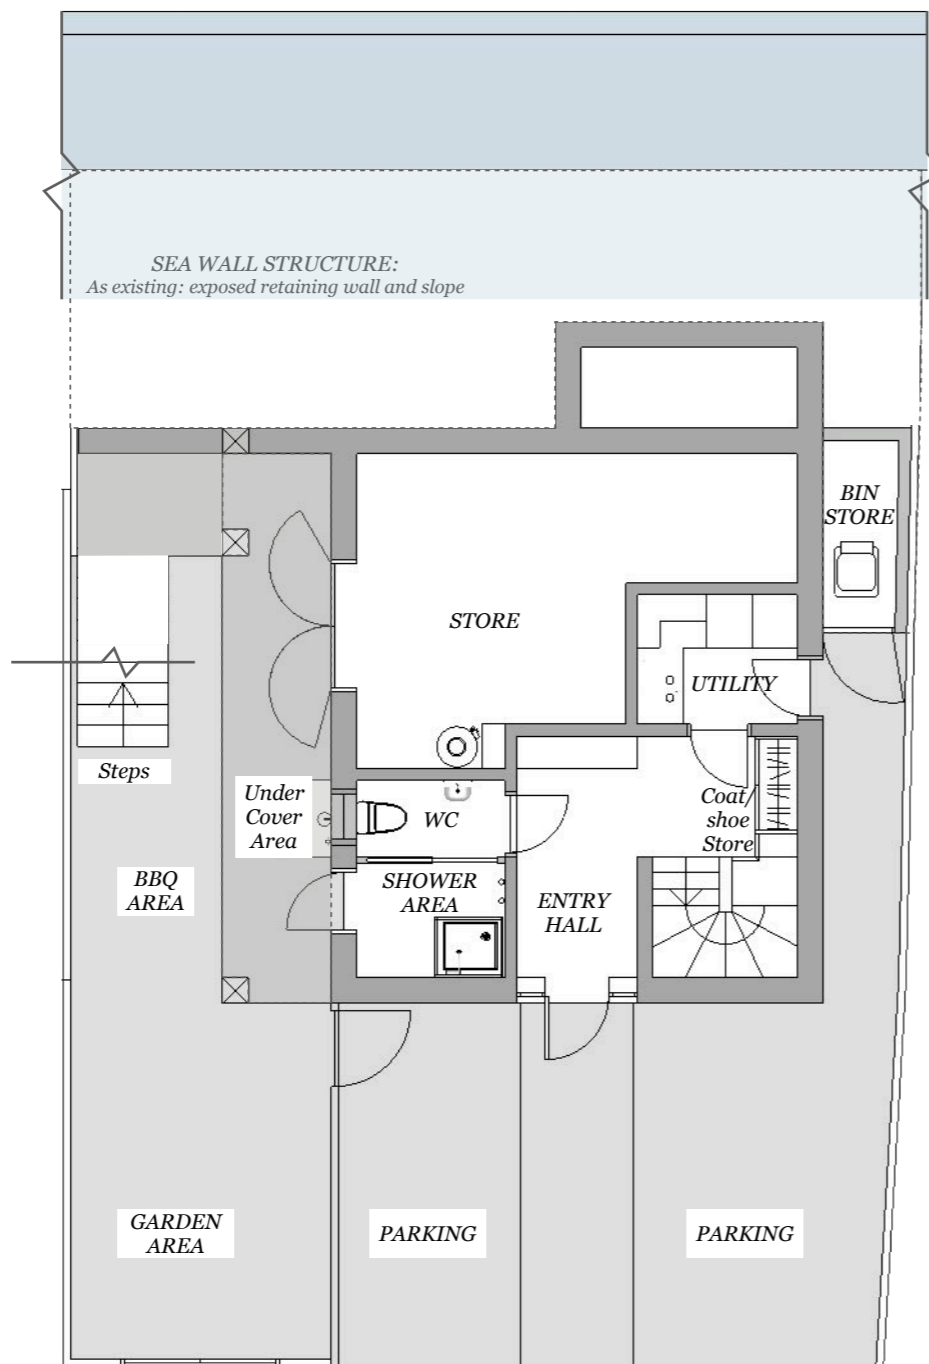 SEA WALL STRUCTURE:
As existing: exposed retaining wall and slope
BIN
STORE
STORE
UTILITY
Steps
Under
Cover
Area
WC
Coat/
shoe
Store
BBQ
AREA
SHOWER
AREA
ENTRY
HALL
GARDEN
AREA
PARKING
PARKING